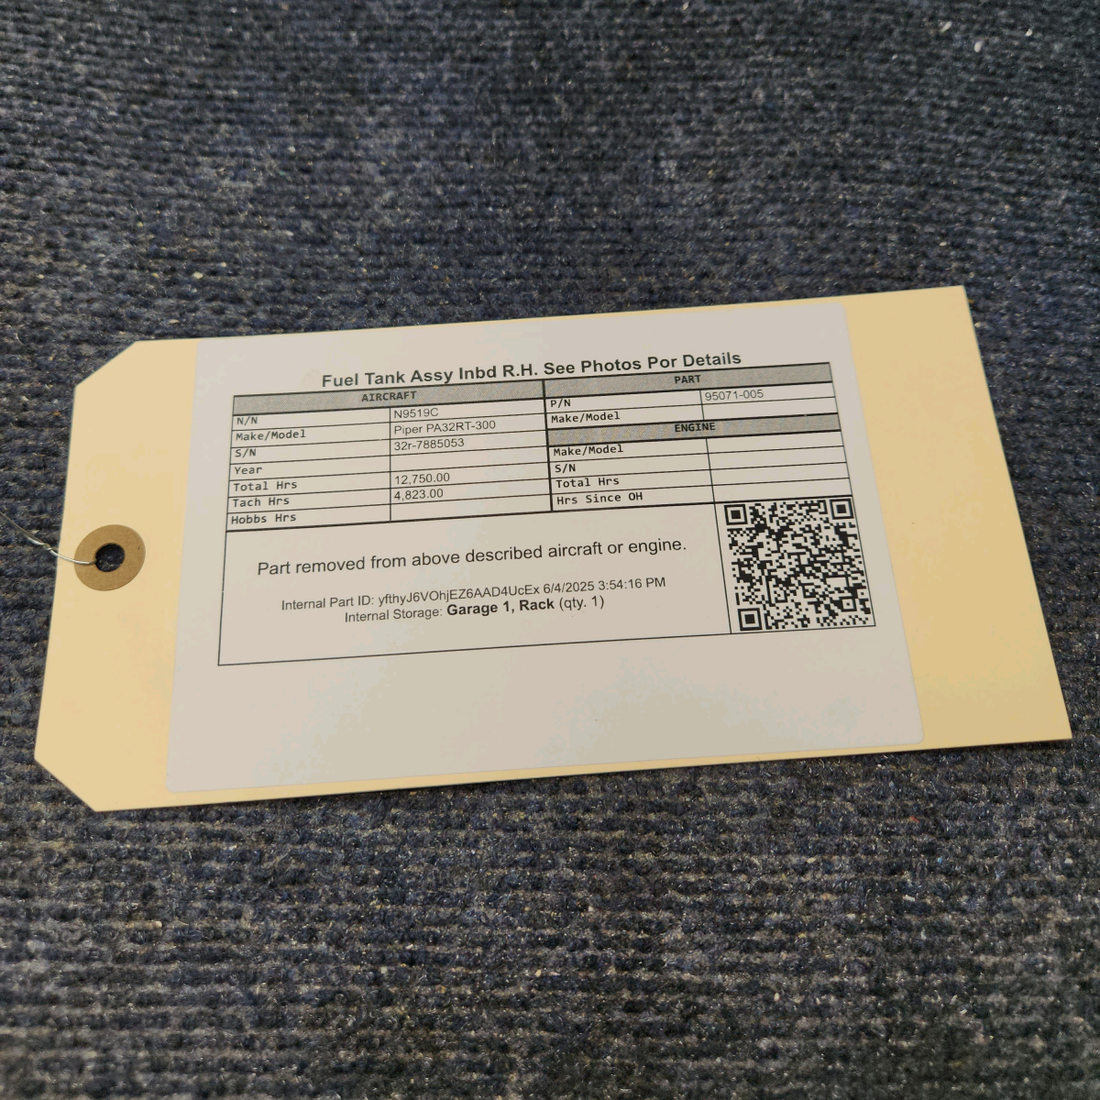 Fuel Tank Assy Inbd R.H. See Photos Por Details
AIRCRAFT
N/N N9519C
Make/Model Piper PA32RT-300
S/N 32r-7885053
Year
Total Hrs 12,750.00
Tach Hrs 4,823.00
Hobbs Hrs
PART
P/N 95071-005
Make/Model
ENGINE
Make/Model
S/N
Total Hrs
Hrs Since OH
Part removed from above described aircraft or engine.
Internal Part ID: yfthyJ6VOhjEZ6AAD4UcEx 6/4/2025 3:54:16 PM
Internal Storage: Garage 1, Rack (qty. 1)